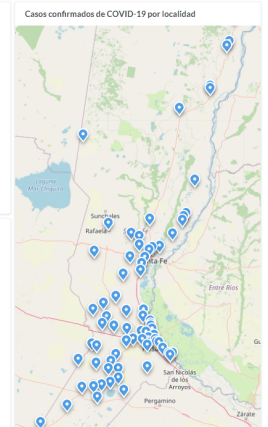 Casos confirmados de COVID-19 por localidad
Laguna
Mar Chiquita
Sunchales
Rafaela
Santa Fe
Entre Ríos
San Nicolás
de los
Arroyos
Pergamino
Zárate